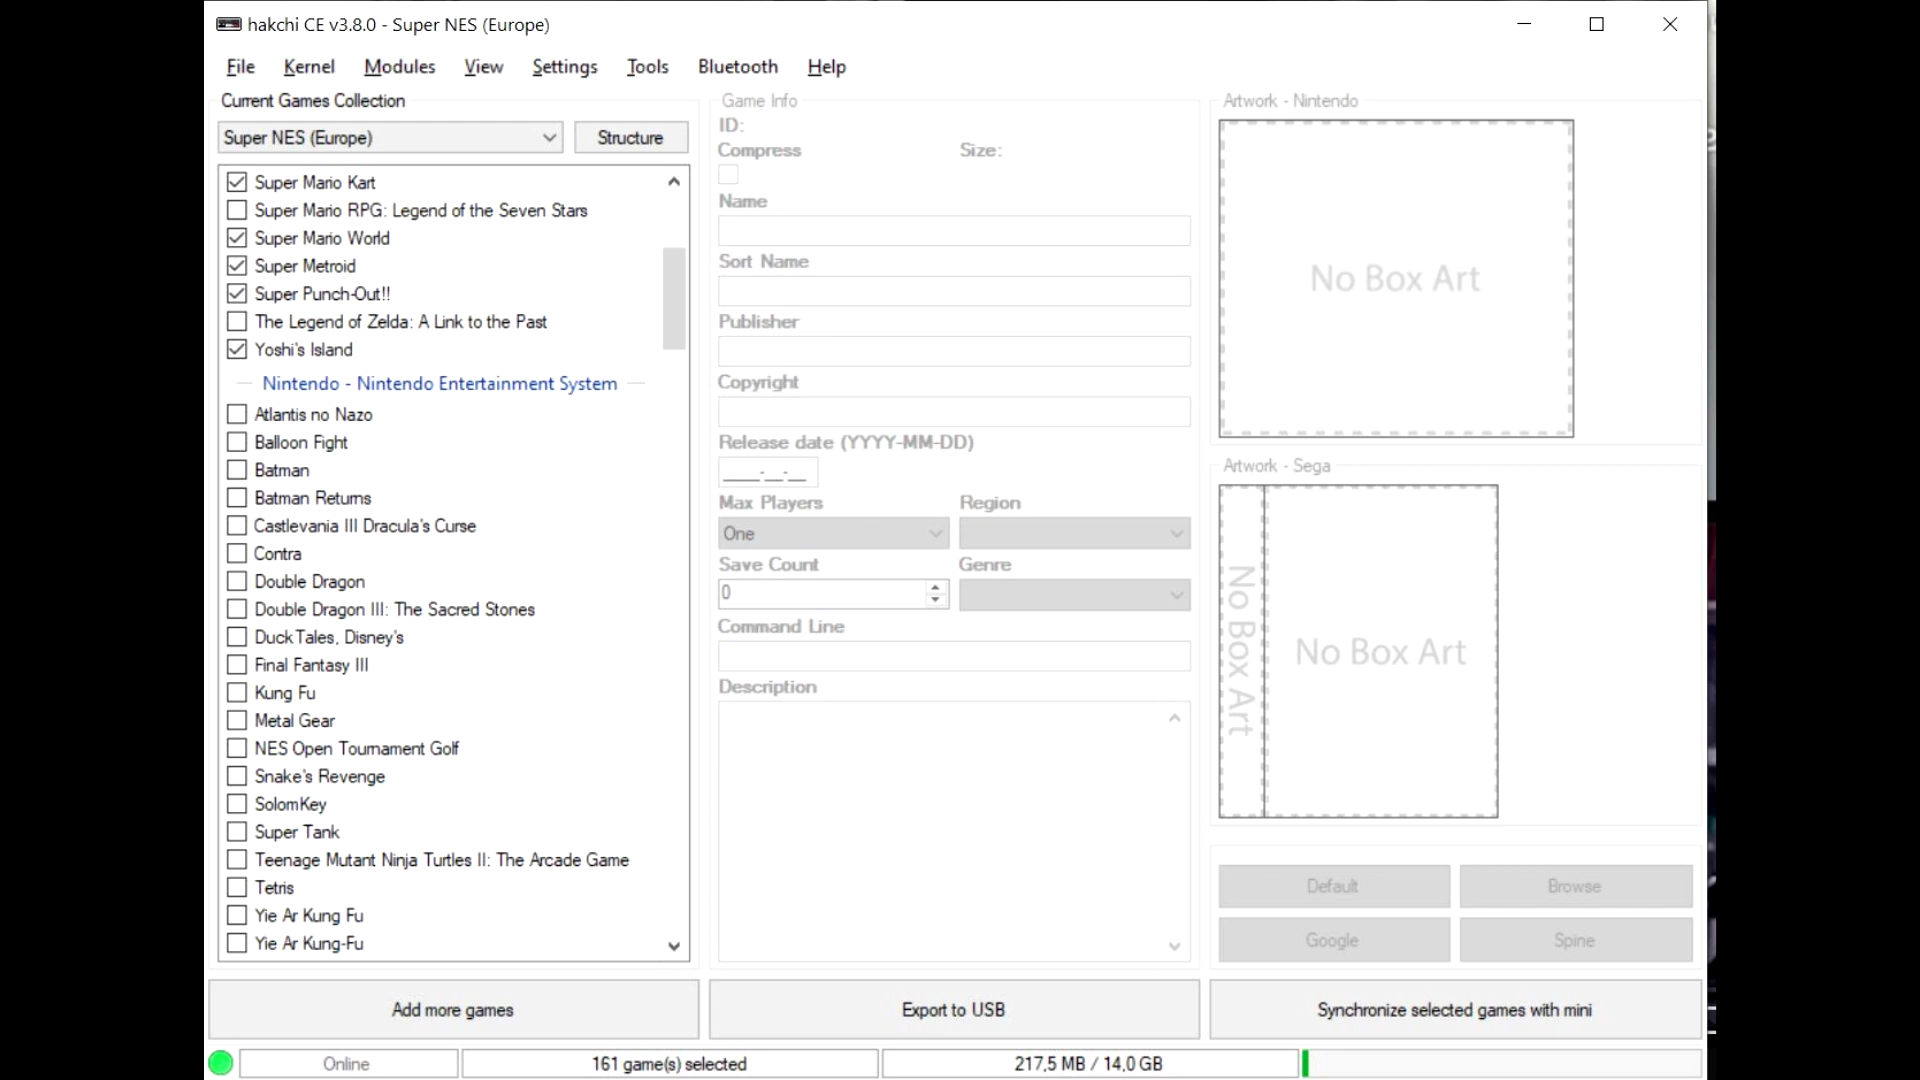 hakchi CE v3.8.0 - Super NES (Europe)
File Kernel Modules View Settings Tools Bluetooth Help
Current Games Collection
Super NES (Europe)
Structure
Super Mario Kart
Super Mario RPG: Legend of the Seven Stars
Super Mario World
Super Metroid
Super Punch-Out!!
The Legend of Zelda: A Link to the Past
Yoshi's Island
Nintendo - Nintendo Entertainment System
Atlantis no Nazo
Balloon Fight
Batman
Batman Returns
Castlevania III Dracula's Curse
Contra
Double Dragon
Double Dragon III: The Sacred Stones
DuckTales, Disney's
Final Fantasy III
Kung Fu
Metal Gear
NES Open Tournament Golf
Snake's Revenge
SolomKey
Super Tank
Teenage Mutant Ninja Turtles II: The Arcade Game
Tetris
Yie Ar Kung Fu
Yie Ar Kung-Fu
Game Info
ID:
Compress Size:
Name
Sort Name
Publisher
Copyright
Release date (YYYY-MM-DD)
____-__-__
Max Players Region
One
Save Count Genre
0
Command Line
Description
Artwork - Nintendo
No Box Art
Artwork - Sega
No Box Art
No Box Art
Default Browse
Google Spine
Add more games
Export to USB
Synchronize selected games with mini
Online
161 game(s) selected
217,5 MB / 14,0 GB